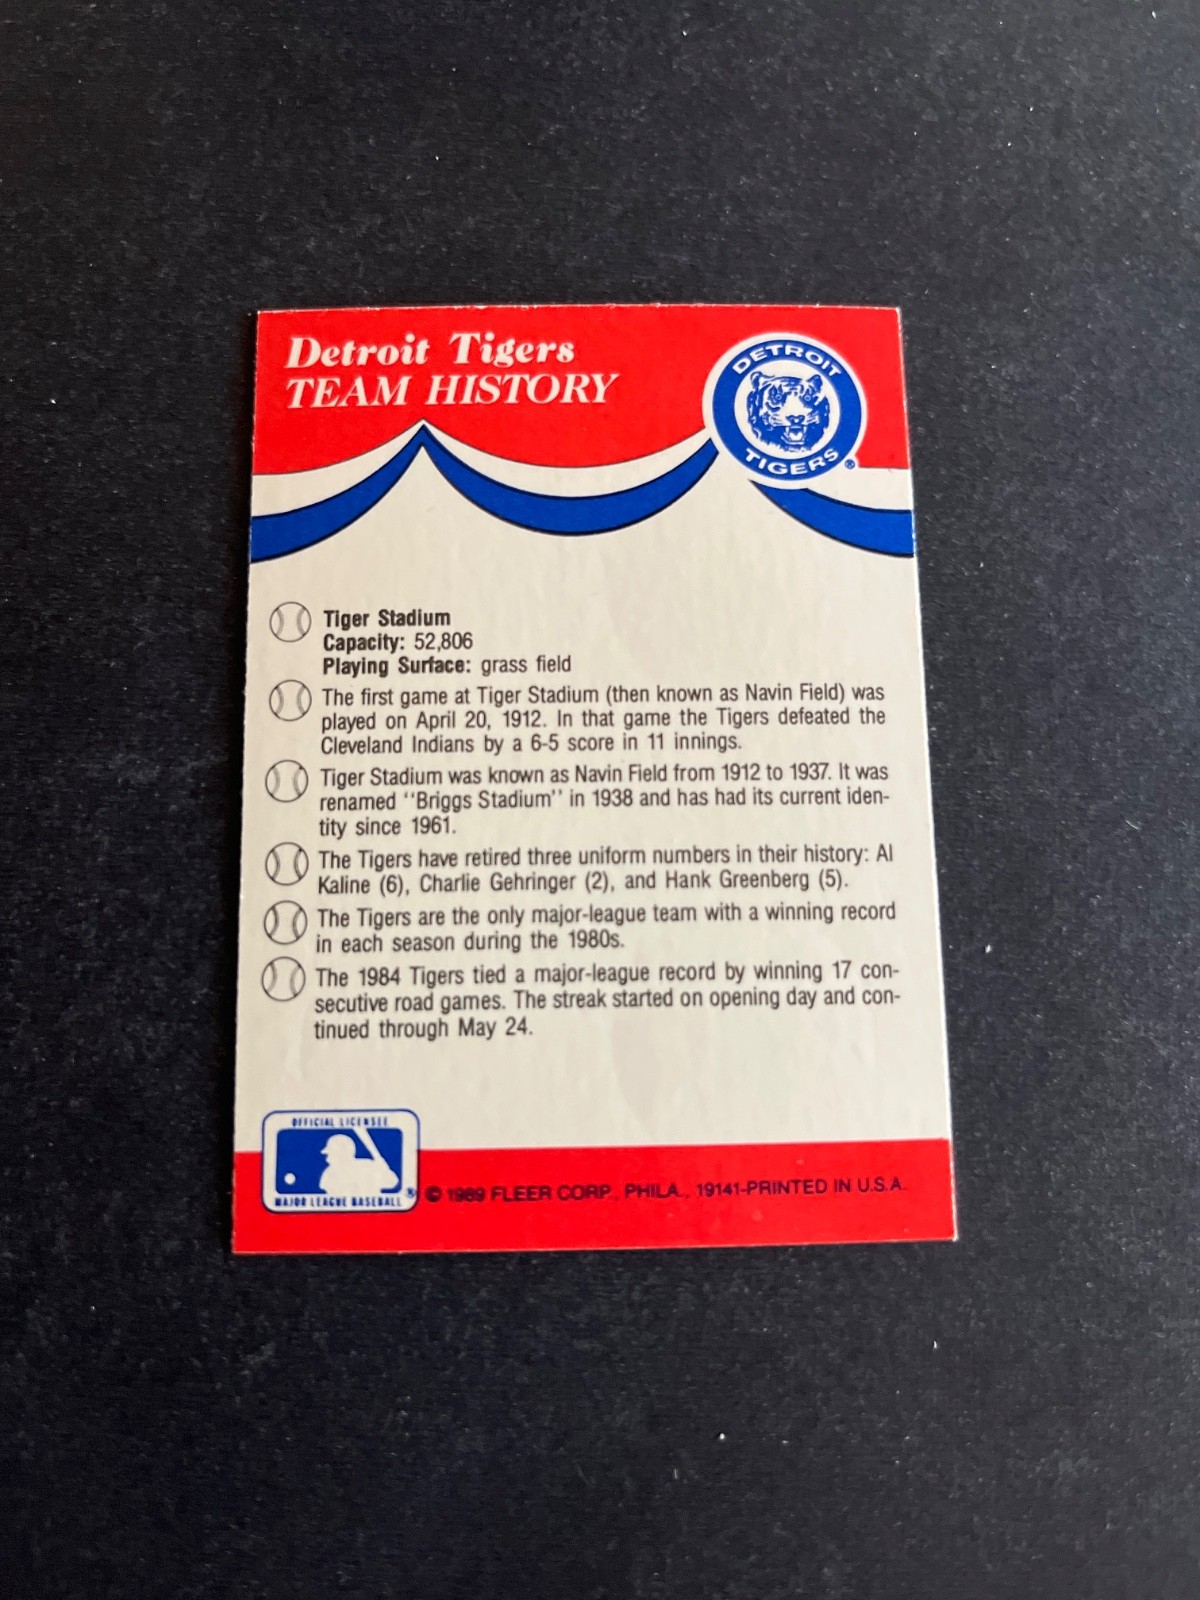 Detroit Tigers
TEAM HISTORY
DETROIT
TIGERS
®
Tiger Stadium
Capacity: 52,806
Playing Surface: grass field
The first game at Tiger Stadium (then known as Navin Field) was
played on April 20, 1912. In that game the Tigers defeated the
Cleveland Indians by a 6-5 score in 11 innings.
Tiger Stadium was known as Navin Field from 1912 to 1937. It was
renamed ''Briggs Stadium'' in 1938 and has had its current iden-
tity since 1961.
The Tigers have retired three uniform numbers in their history: Al
Kaline (6), Charlie Gehringer (2), and Hank Greenberg (5).
The Tigers are the only major-league team with a winning record
in each season during the 1980s.
The 1984 Tigers tied a major-league record by winning 17 con-
secutive road games. The streak started on opening day and con-
tinued through May 24.
OFFICIAL LICENSEE
MAJOR LEAGUE BASEBALL ®
© 1989 FLEER CORP., PHILA., 19141-PRINTED IN U.S.A.